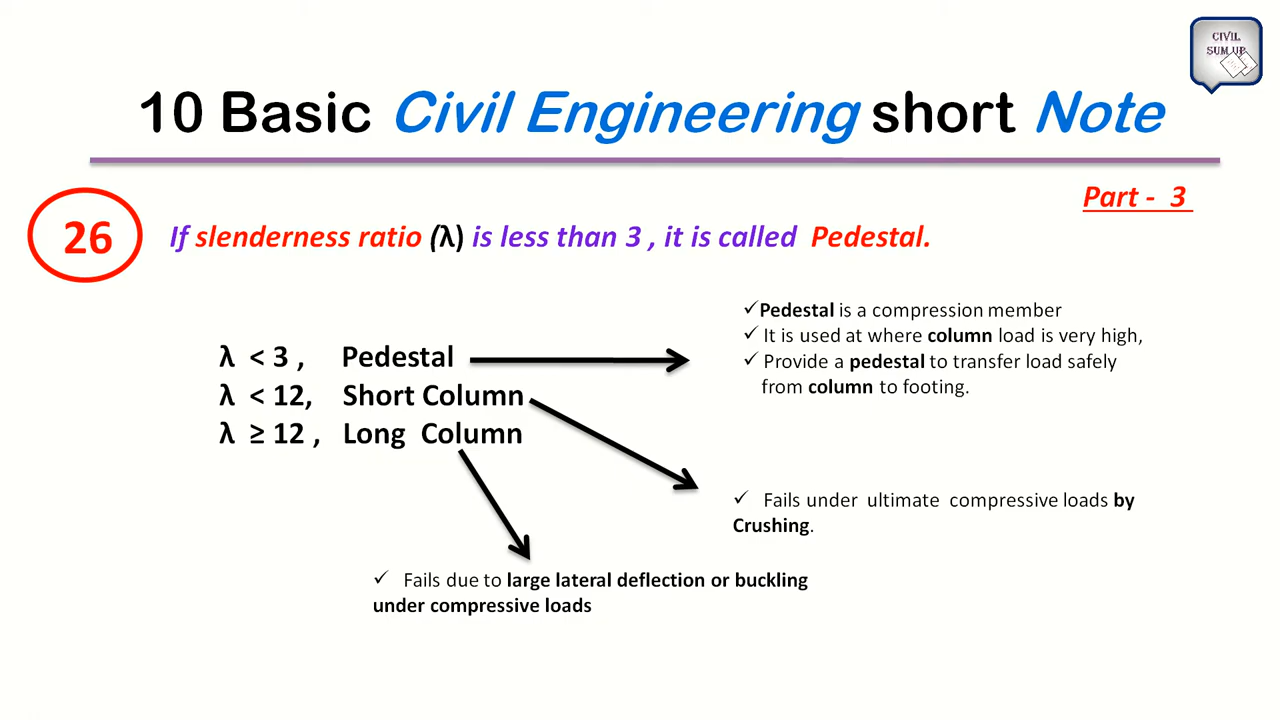 CIVIL
SUM UP
10 Basic Civil Engineering short Note
Part - 3
26
If slenderness ratio (λ) is less than 3 , it is called Pedestal.
✓Pedestal is a compression member
✓ It is used at where column load is very high,
✓ Provide a pedestal to transfer load safely
from column to footing.
λ < 3 , Pedestal
λ < 12, Short Column
λ ≥ 12 , Long Column
✓ Fails under ultimate compressive loads by
Crushing.
✓ Fails due to large lateral deflection or buckling
under compressive loads